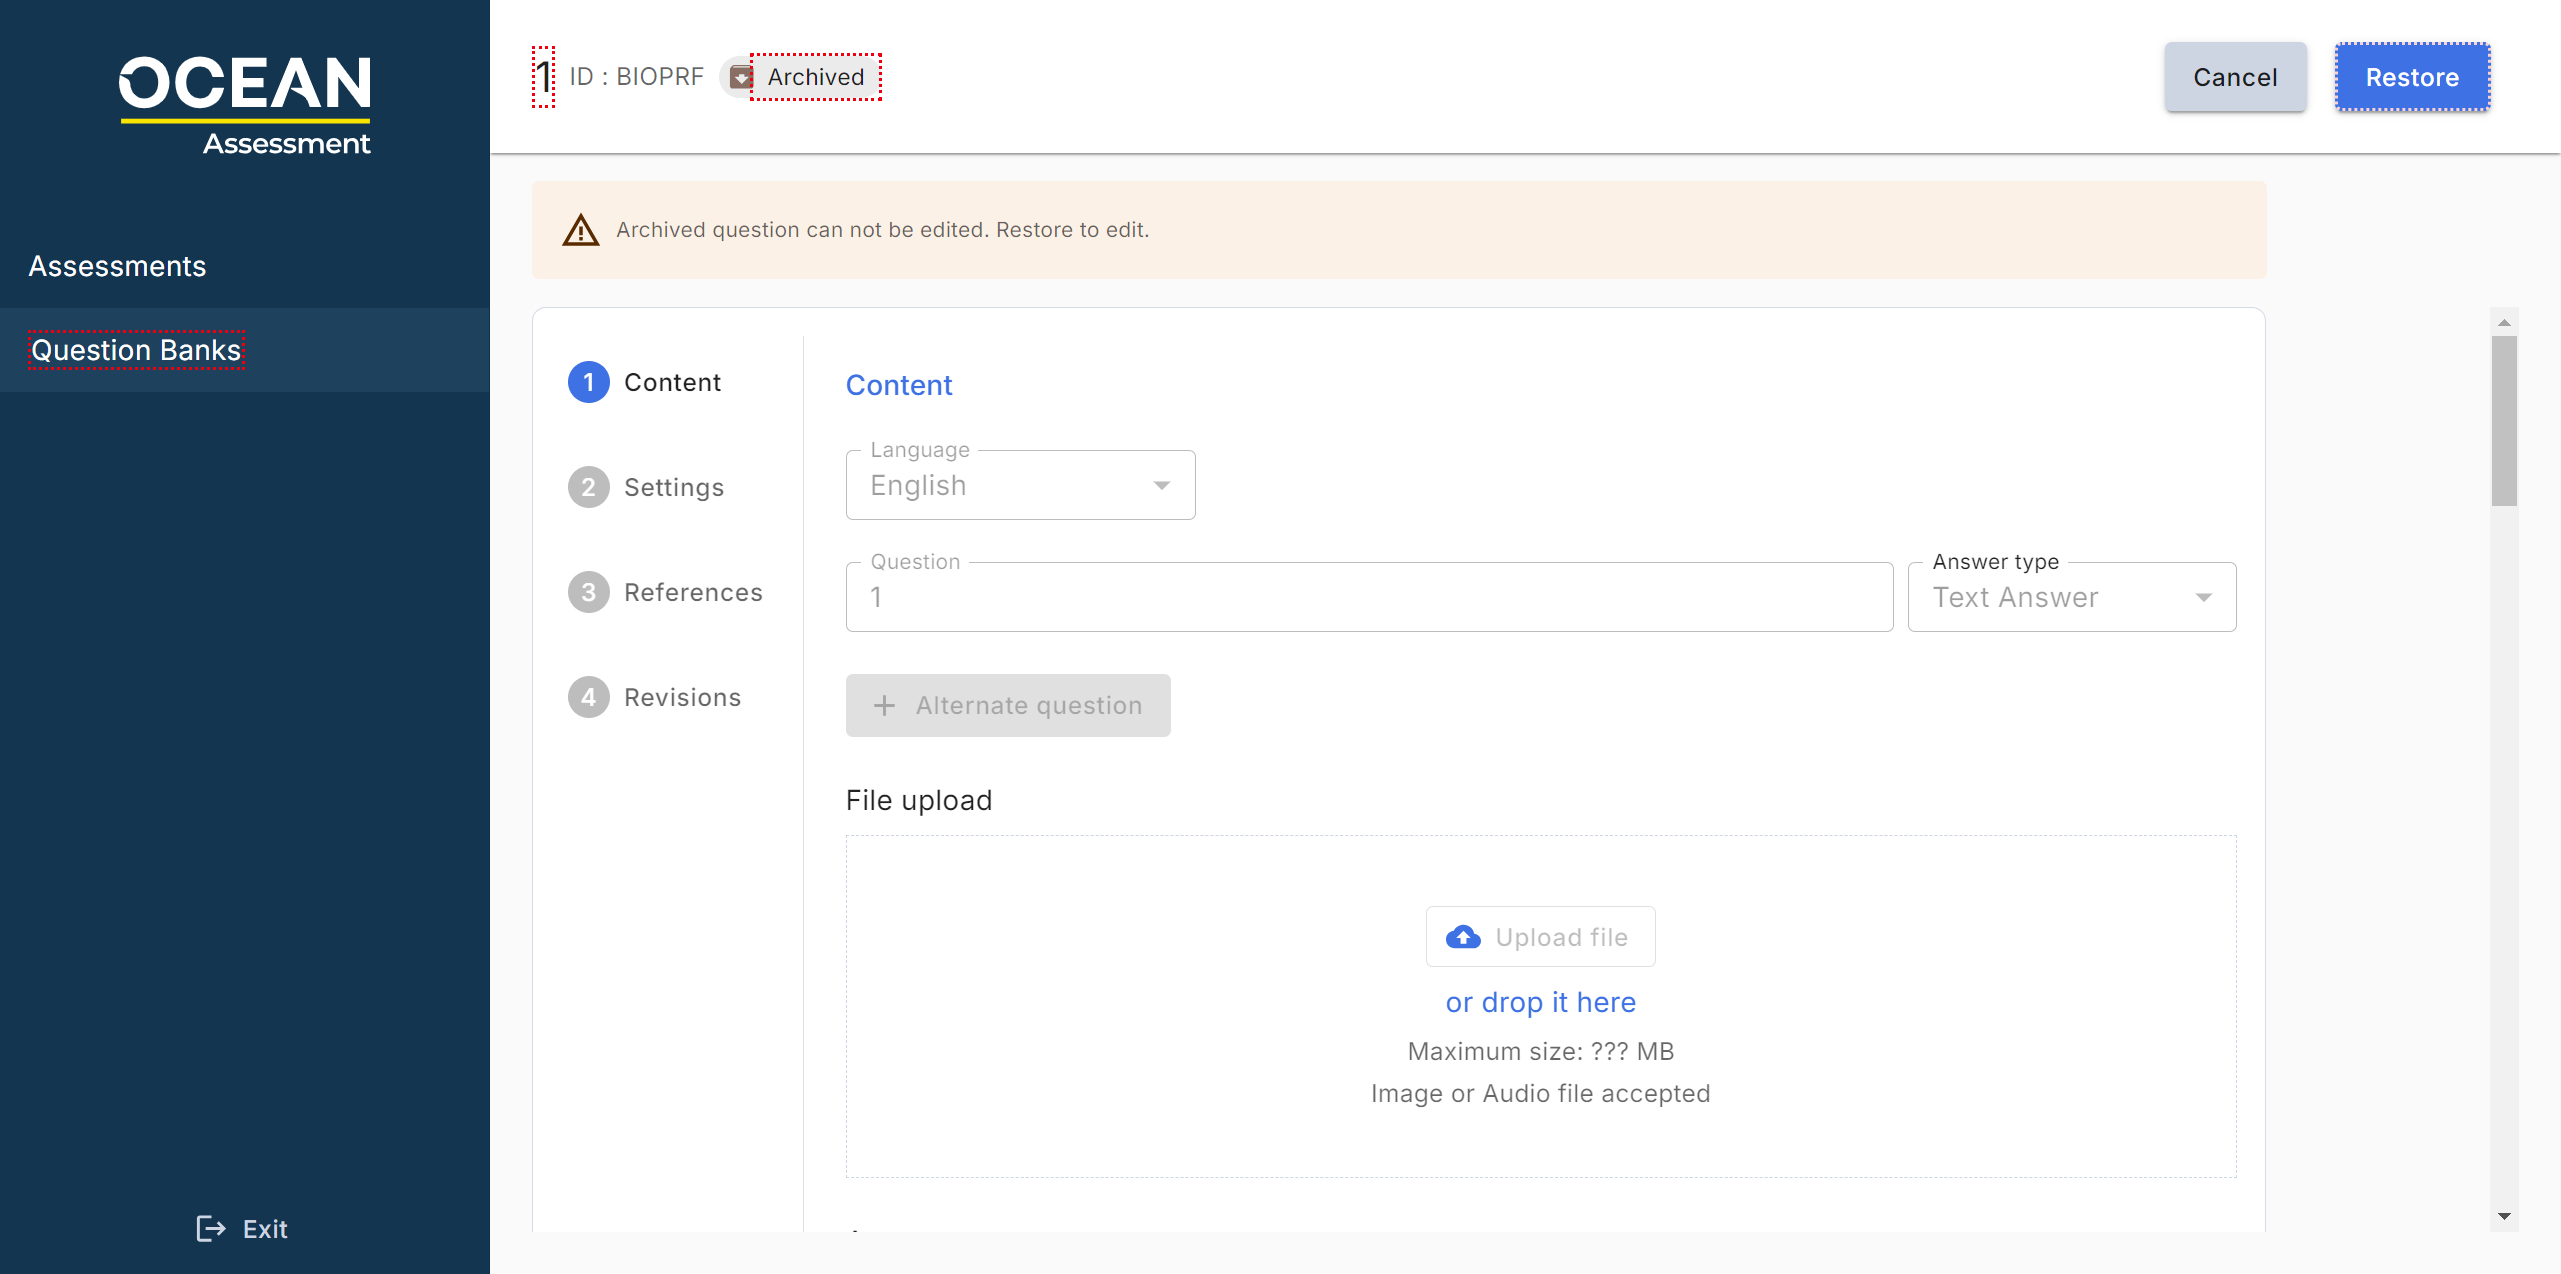 OCEAN
Assessment
Assessments
Question Banks
Exit
1 ID : BIOPRF Archived
Cancel
Restore
Archived question can not be edited. Restore to edit.
1 Content
2 Settings
3 References
4 Revisions
Content
Language
English
Question
1
Answer type
Text Answer
+ Alternate question
File upload
Upload file
or drop it here
Maximum size: ??? MB
Image or Audio file accepted